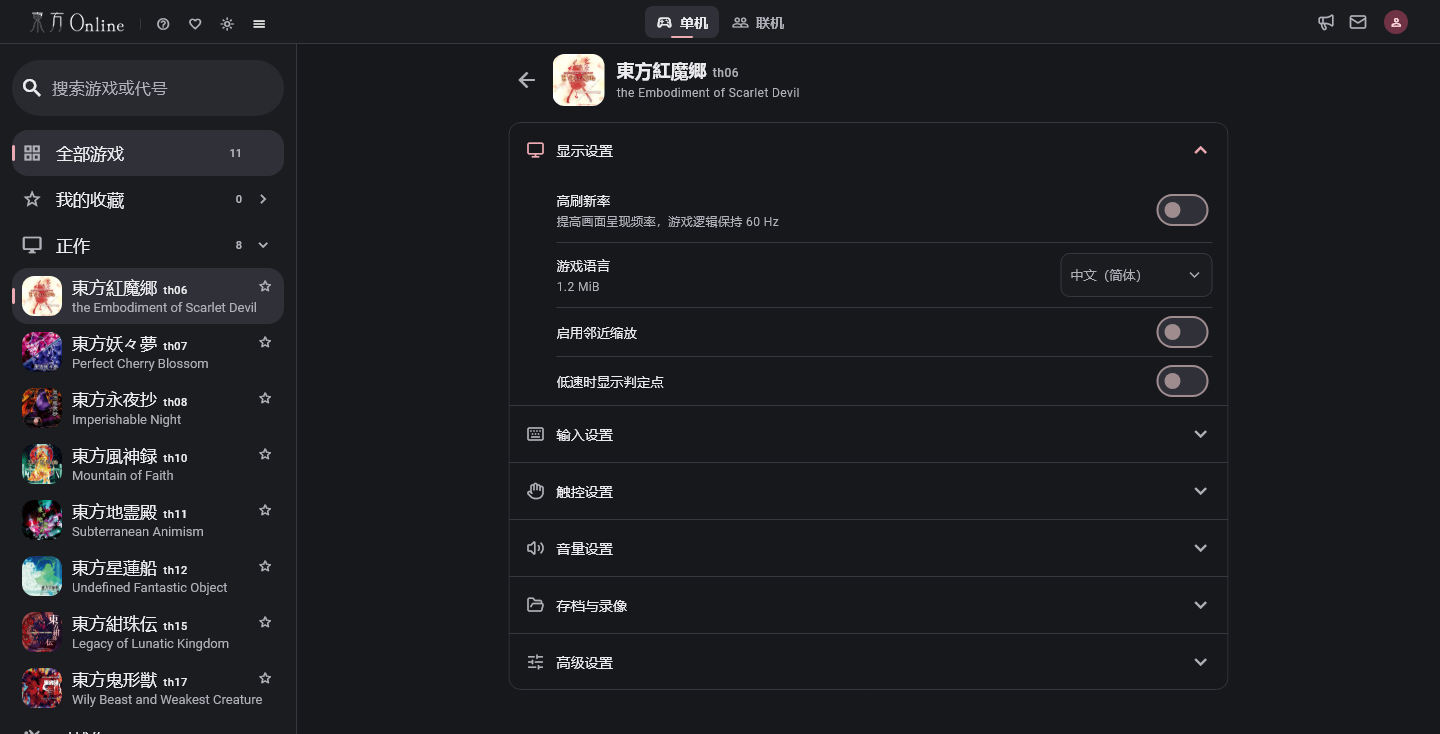 東方Online
单机
联机
搜索游戏或代号
全部游戏 11
我的收藏 0
正作 8
東方紅魔郷 th06
the Embodiment of Scarlet Devil
東方妖々夢 th07
Perfect Cherry Blossom
東方永夜抄 th08
Imperishable Night
東方風神録 th10
Mountain of Faith
東方地霊殿 th11
Subterranean Animism
東方星蓮船 th12
Undefined Fantastic Object
東方紺珠伝 th15
Legacy of Lunatic Kingdom
東方鬼形獣 th17
Wily Beast and Weakest Creature
東方紅魔郷 th06
the Embodiment of Scarlet Devil
显示设置
高刷新率
提高画面呈现频率，游戏逻辑保持 60 Hz
游戏语言
1.2 MiB
中文（简体）
启用邻近缩放
低速时显示判定点
输入设置
触控设置
音量设置
存档与录像
高级设置